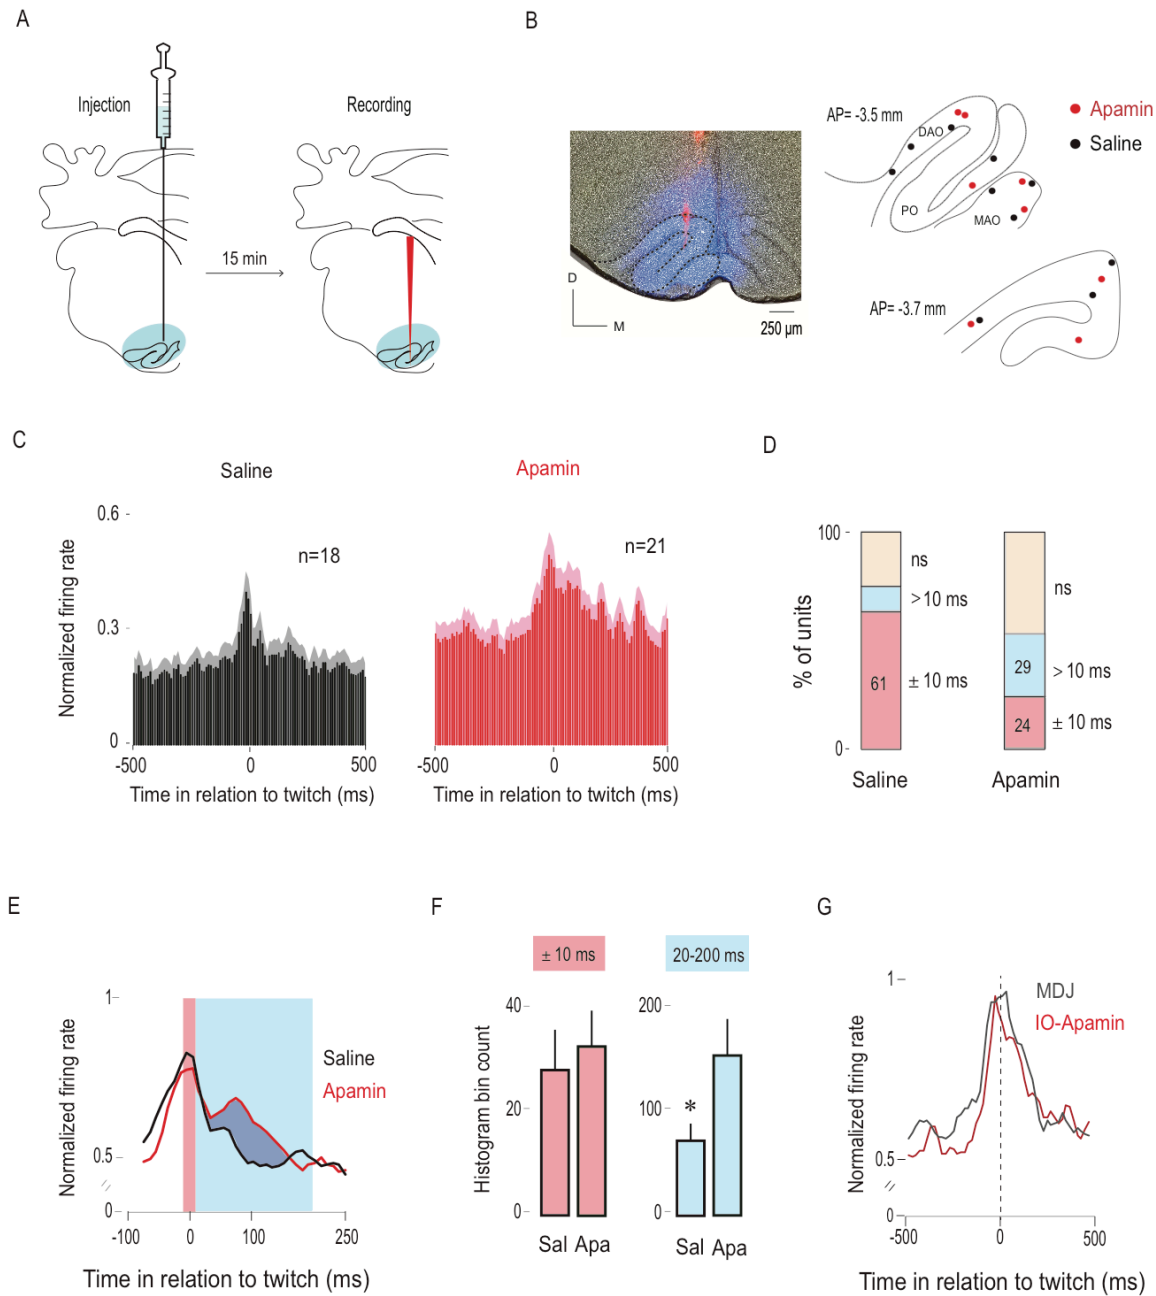 A
Injection
Recording
15 min
B
D
M
250 µm
AP= -3.5 mm
DAO
PO
MAO
Apamin
Saline
AP= -3.7 mm
C
Saline
Apamin
Normalized firing rate
0.6
0.3
0
n=18
n=21
-500
0
500
-500
0
500
Time in relation to twitch (ms)
Time in relation to twitch (ms)
D
% of units
100
0
ns
>10 ms
61
± 10 ms
ns
29
>10 ms
24
± 10 ms
Saline
Apamin
E
Normalized firing rate
1
0.5
0
Saline
Apamin
-100
0
100
250
Time in relation to twitch (ms)
F
± 10 ms
20-200 ms
Histogram bin count
40
20
0
200
100
0
*
Sal Apa
Sal Apa
G
Normalized firing rate
1
0.5
0
MDJ
IO-Apamin
-500
0
500
Time in relation to twitch (ms)